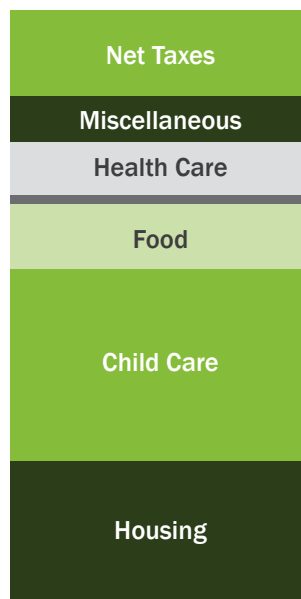 Net Taxes
Miscellaneous
Health Care
Food
Child Care
Housing